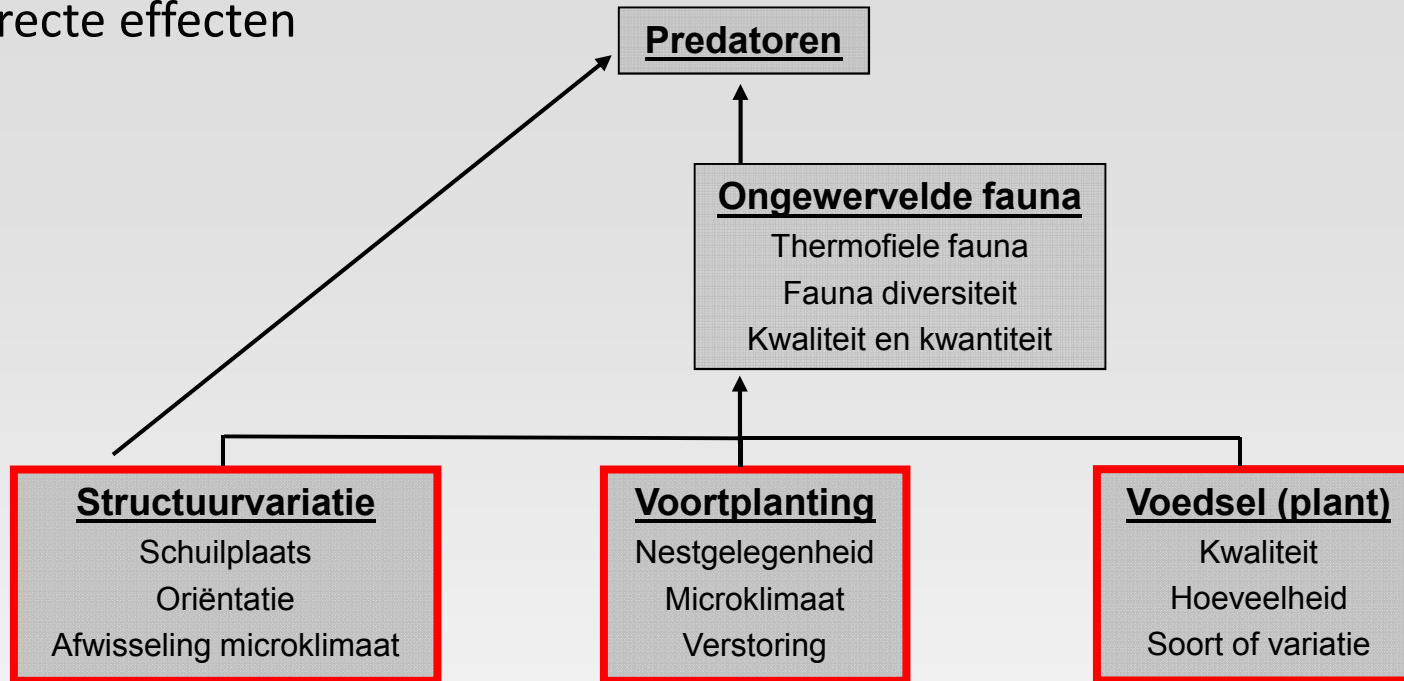 recte effecten
Predatoren
Ongewervelde fauna
Thermofiele fauna
Fauna diversiteit
Kwaliteit en kwantiteit
Structuurvariatie
Schuilplaats
Oriëntatie
Afwisseling microklimaat
Voortplanting
Nestgelegenheid
Microklimaat
Verstoring
Voedsel (plant)
Kwaliteit
Hoeveelheid
Soort of variatie